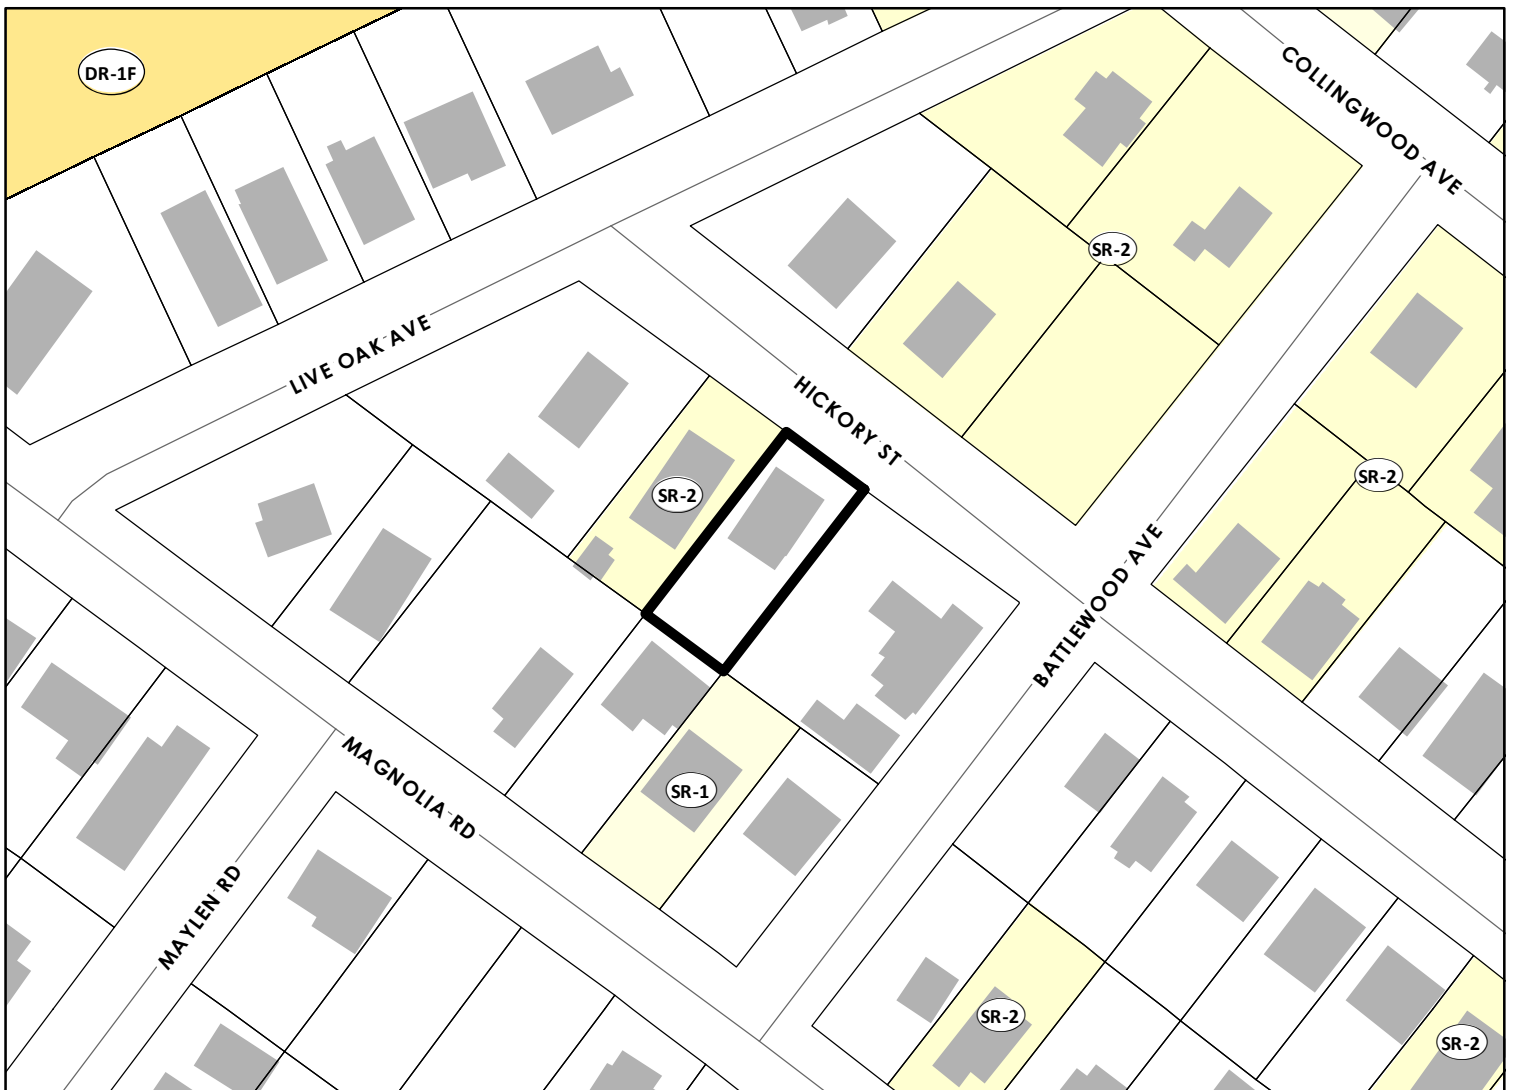 DR-1F
COLLINGWOOD AVE
SR-2
LIVE OAK AVE
HICKORY ST
SR-2
SR-2
BATTLEWOOD AVE
MAGNOLIA RD
SR-1
MAYLEN RD
SR-2
SR-2